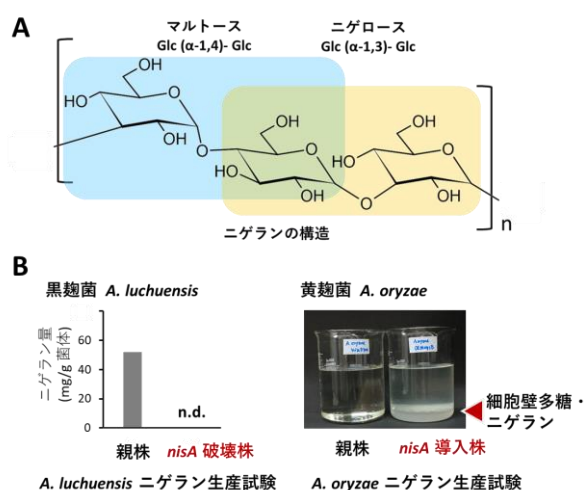 A
マルトース
Glc (α-1,4)- Glc
ニゲロース
Glc (α-1,3)- Glc
OH
O
HO
OH
O
OH
O
HO
OH
O
OH
O
HO
OH
n
ニゲランの構造
B
黒麹菌 A. luchuensis
ニゲラン量
(mg/g 菌体)
60
40
20
0
n.d.
親株
nisA 破壊株
A. luchuensis ニゲラン生産試験
黄麹菌 A. oryzae
細胞壁多糖・
ニゲラン
親株
nisA 導入株
A. oryzae ニゲラン生産試験